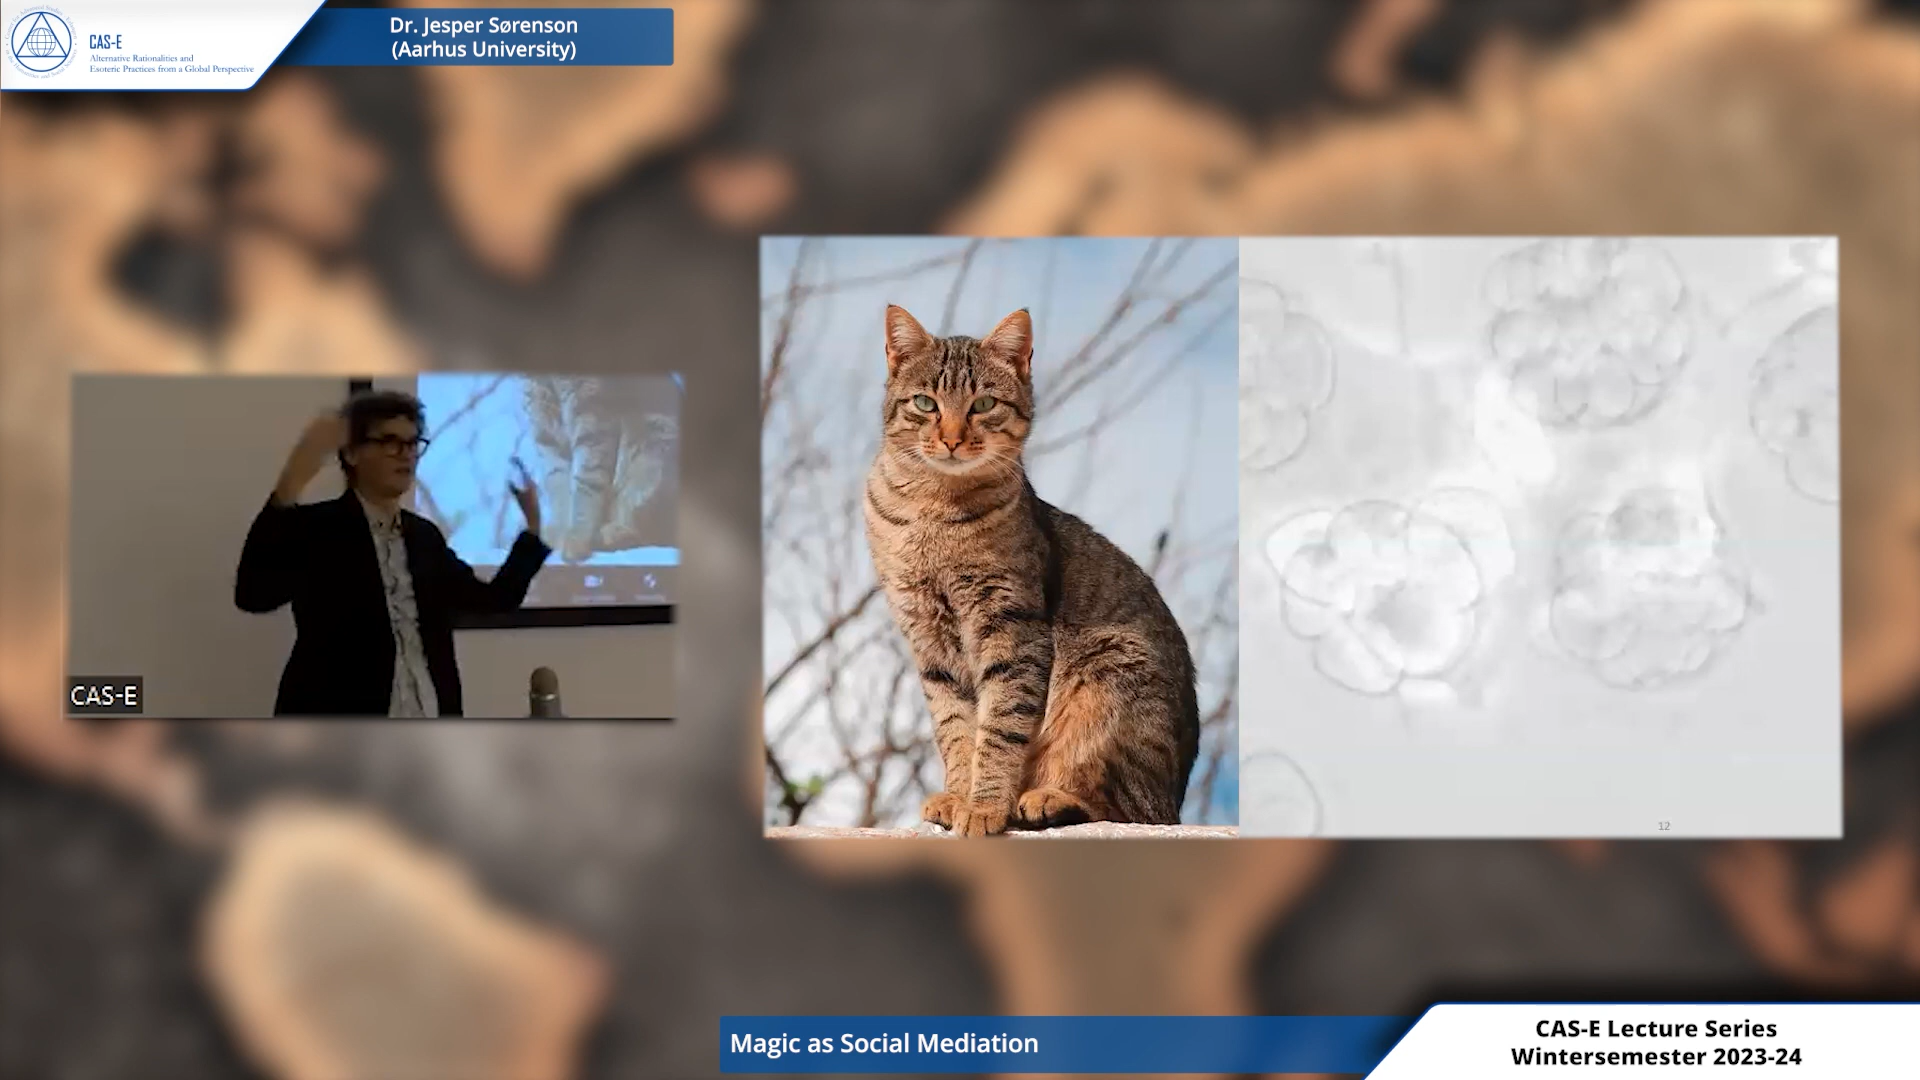 CAS-E
Alternative Rationalities and
Esoteric Practices from a Global Perspective
Dr. Jesper Sørenson
(Aarhus University)
CAS-E
12
Magic as Social Mediation
CAS-E Lecture Series
Wintersemester 2023-24